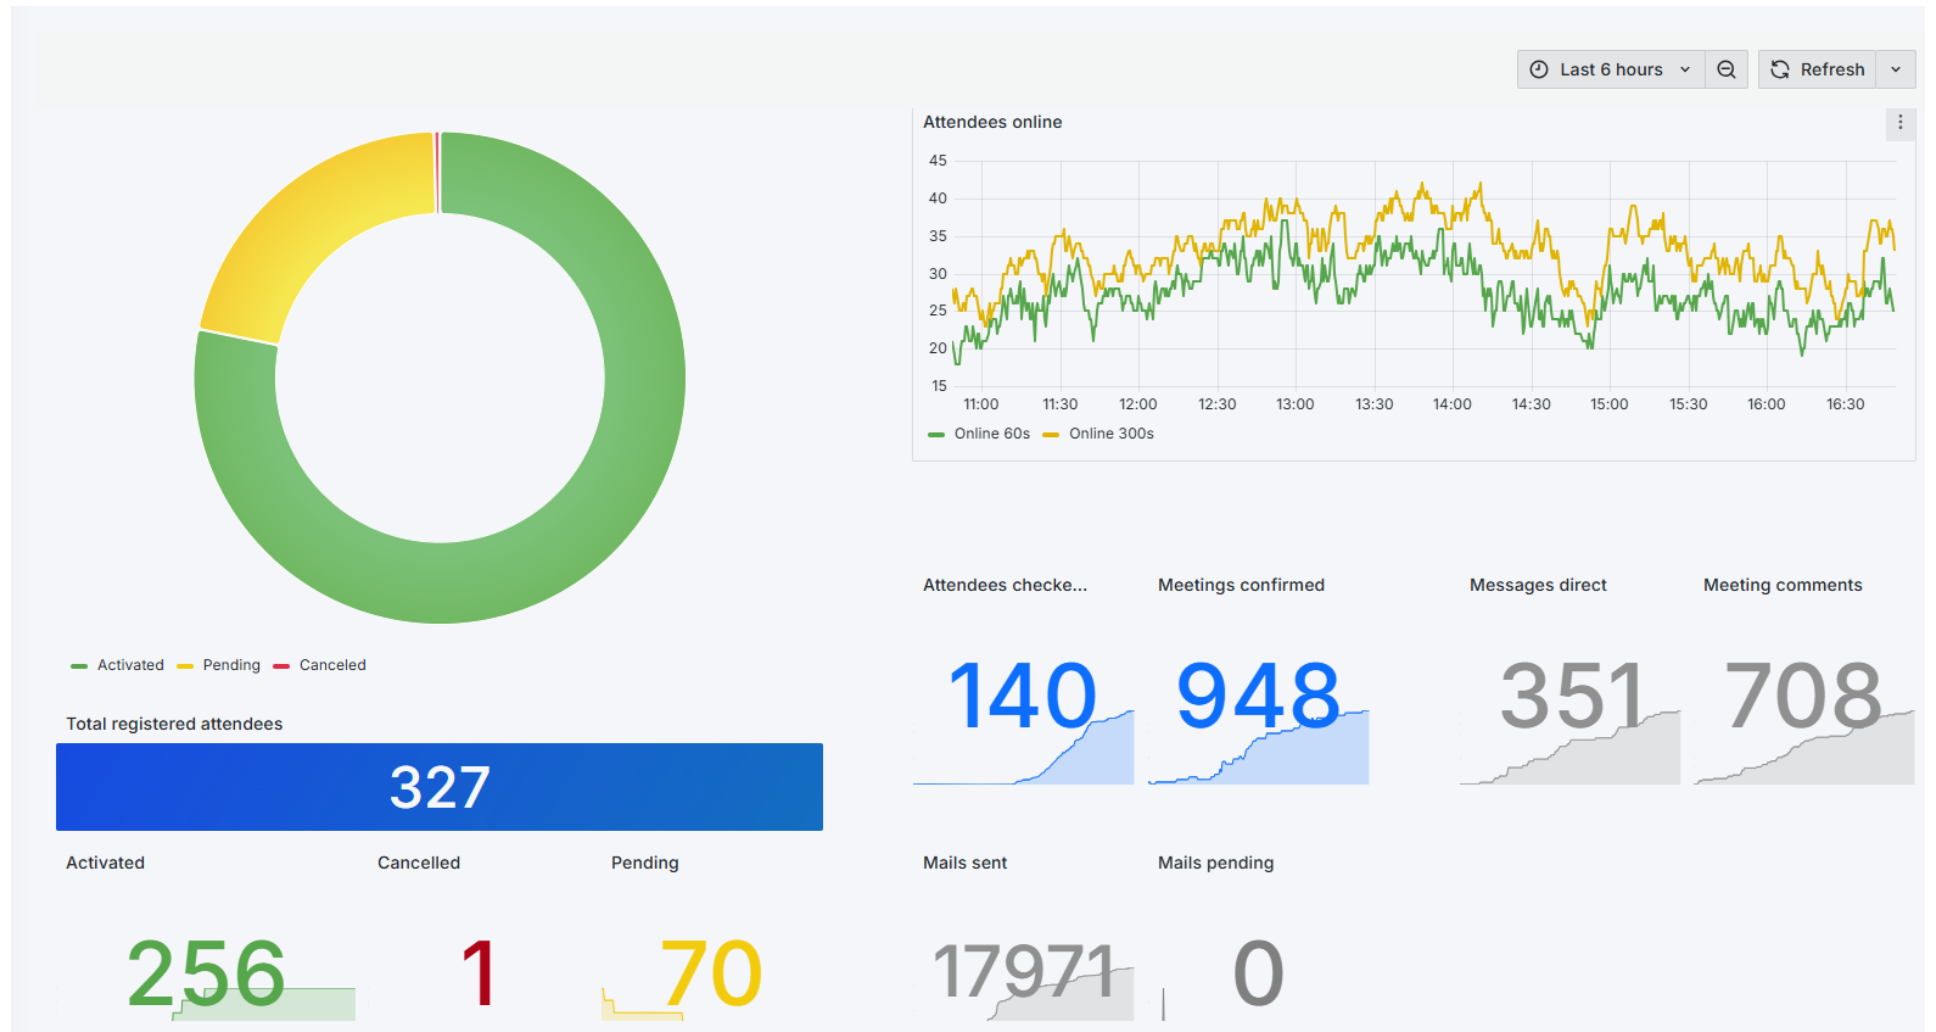 Last 6 hours
Refresh
Attendees online
45
40
35
30
25
20
15
11:00 11:30 12:00 12:30 13:00 13:30 14:00 14:30 15:00 15:30 16:00 16:30
Online 60s Online 300s
Activated Pending Canceled
Total registered attendees
327
Activated Cancelled Pending
256 1 70
Attendees checke... Meetings confirmed Messages direct Meeting comments
140 948 351 708
Mails sent Mails pending
17971 0